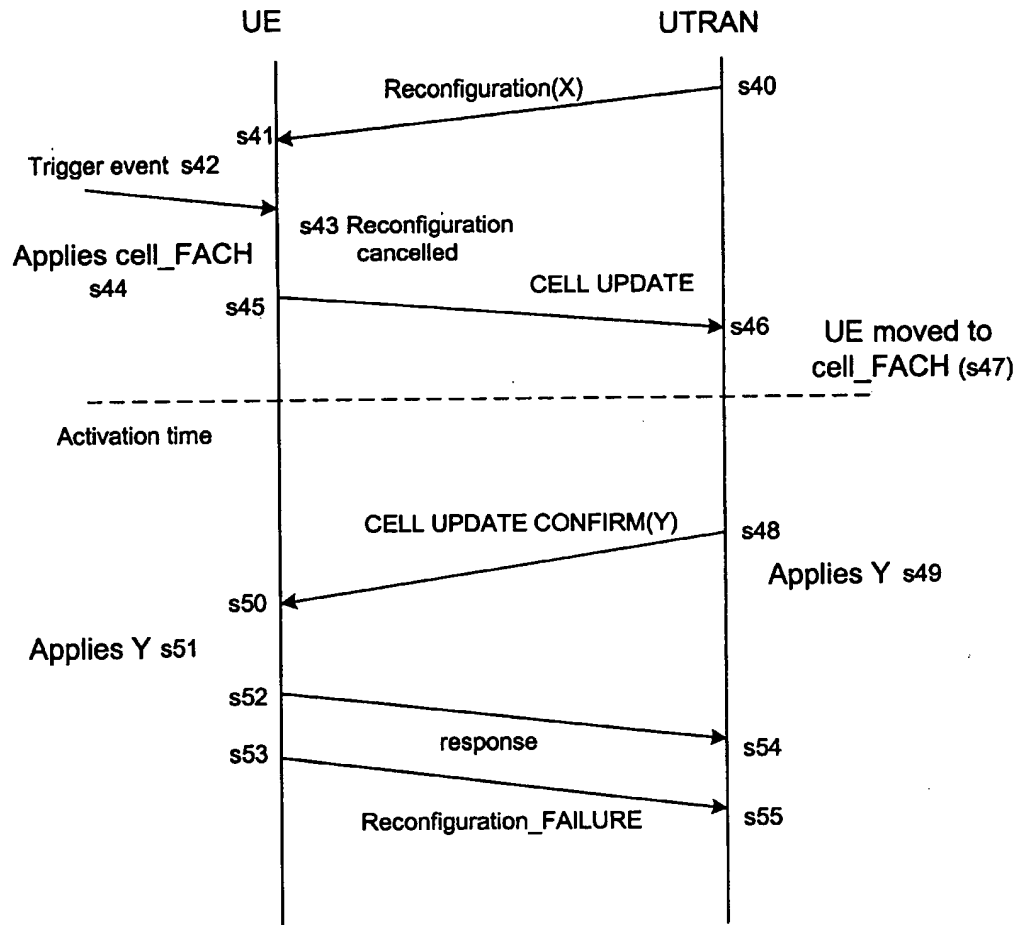 UE
UTRAN
Reconfiguration(X)
s40
s41
Trigger event s42
s43 Reconfiguration
cancelled
Applies cell_FACH
s44
s45
CELL UPDATE
s46
UE moved to
cell_FACH (s47)
Activation time
CELL UPDATE CONFIRM(Y)
s48
Applies Y s49
s50
Applies Y s51
s52
response
s54
s53
Reconfiguration_FAILURE
s55